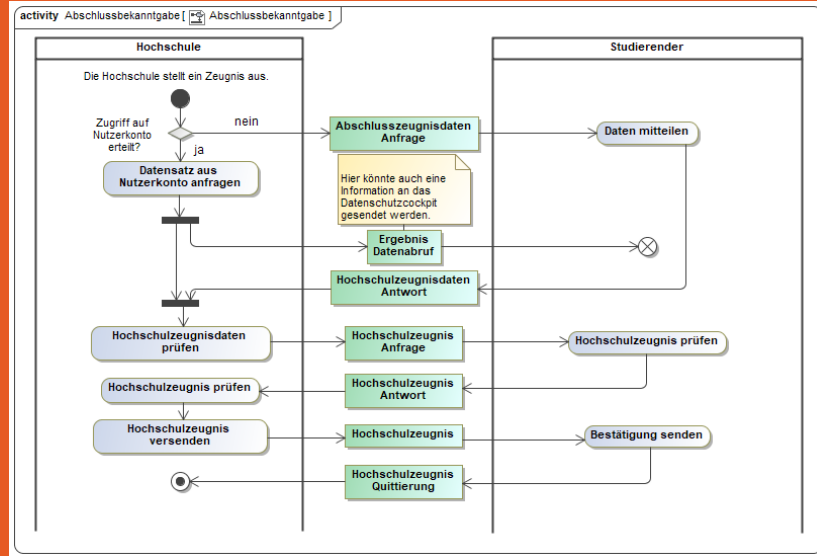 activity Abschlussbekanntgabe [ Abschlussbekanntgabe ]
Hochschule
Studierender
Die Hochschule stellt ein Zeugnis aus.
Zugriff auf
Nutzerkonto
erteilt?
nein
ja
Abschlusszeugnisdaten
Anfrage
Daten mitteilen
Datensatz aus
Nutzerkonto anfragen
Hier könnte auch eine
Information an das
Datenschutzcockpit
gesendet werden.
Ergebnis
Datenabruf
Hochschulzeugnisdaten
Antwort
Hochschulzeugnisdaten
prüfen
Hochschulzeugnis
Anfrage
Hochschulzeugnis prüfen
Hochschulzeugnis prüfen
Hochschulzeugnis
Antwort
Hochschulzeugnis
versenden
Hochschulzeugnis
Bestätigung senden
Hochschulzeugnis
Quittierung